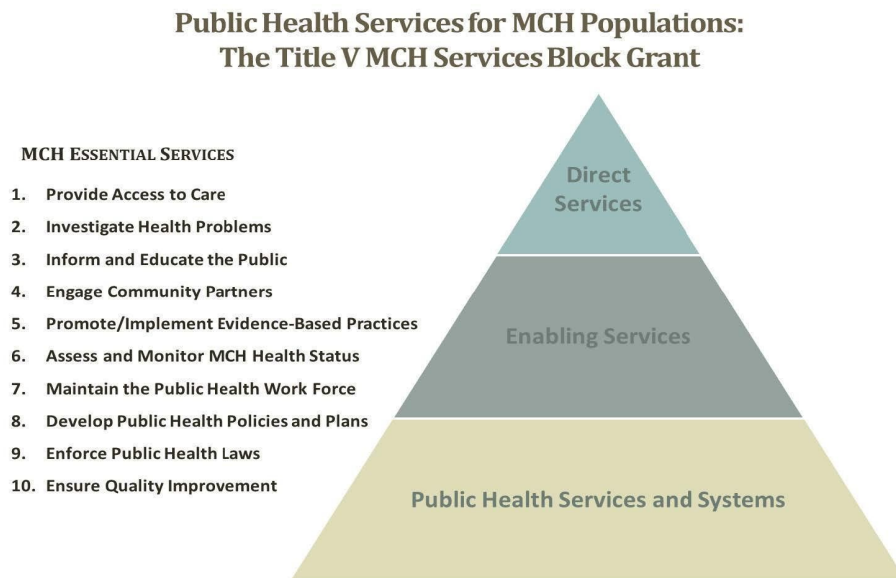 Public Health Services for MCH Populations:
The Title V MCH Services Block Grant
MCH ESSENTIAL SERVICES
1. Provide Access to Care
2. Investigate Health Problems
3. Inform and Educate the Public
4. Engage Community Partners
5. Promote/Implement Evidence-Based Practices
6. Assess and Monitor MCH Health Status
7. Maintain the Public Health Work Force
8. Develop Public Health Policies and Plans
9. Enforce Public Health Laws
10. Ensure Quality Improvement
Direct
Services
Enabling Services
Public Health Services and Systems